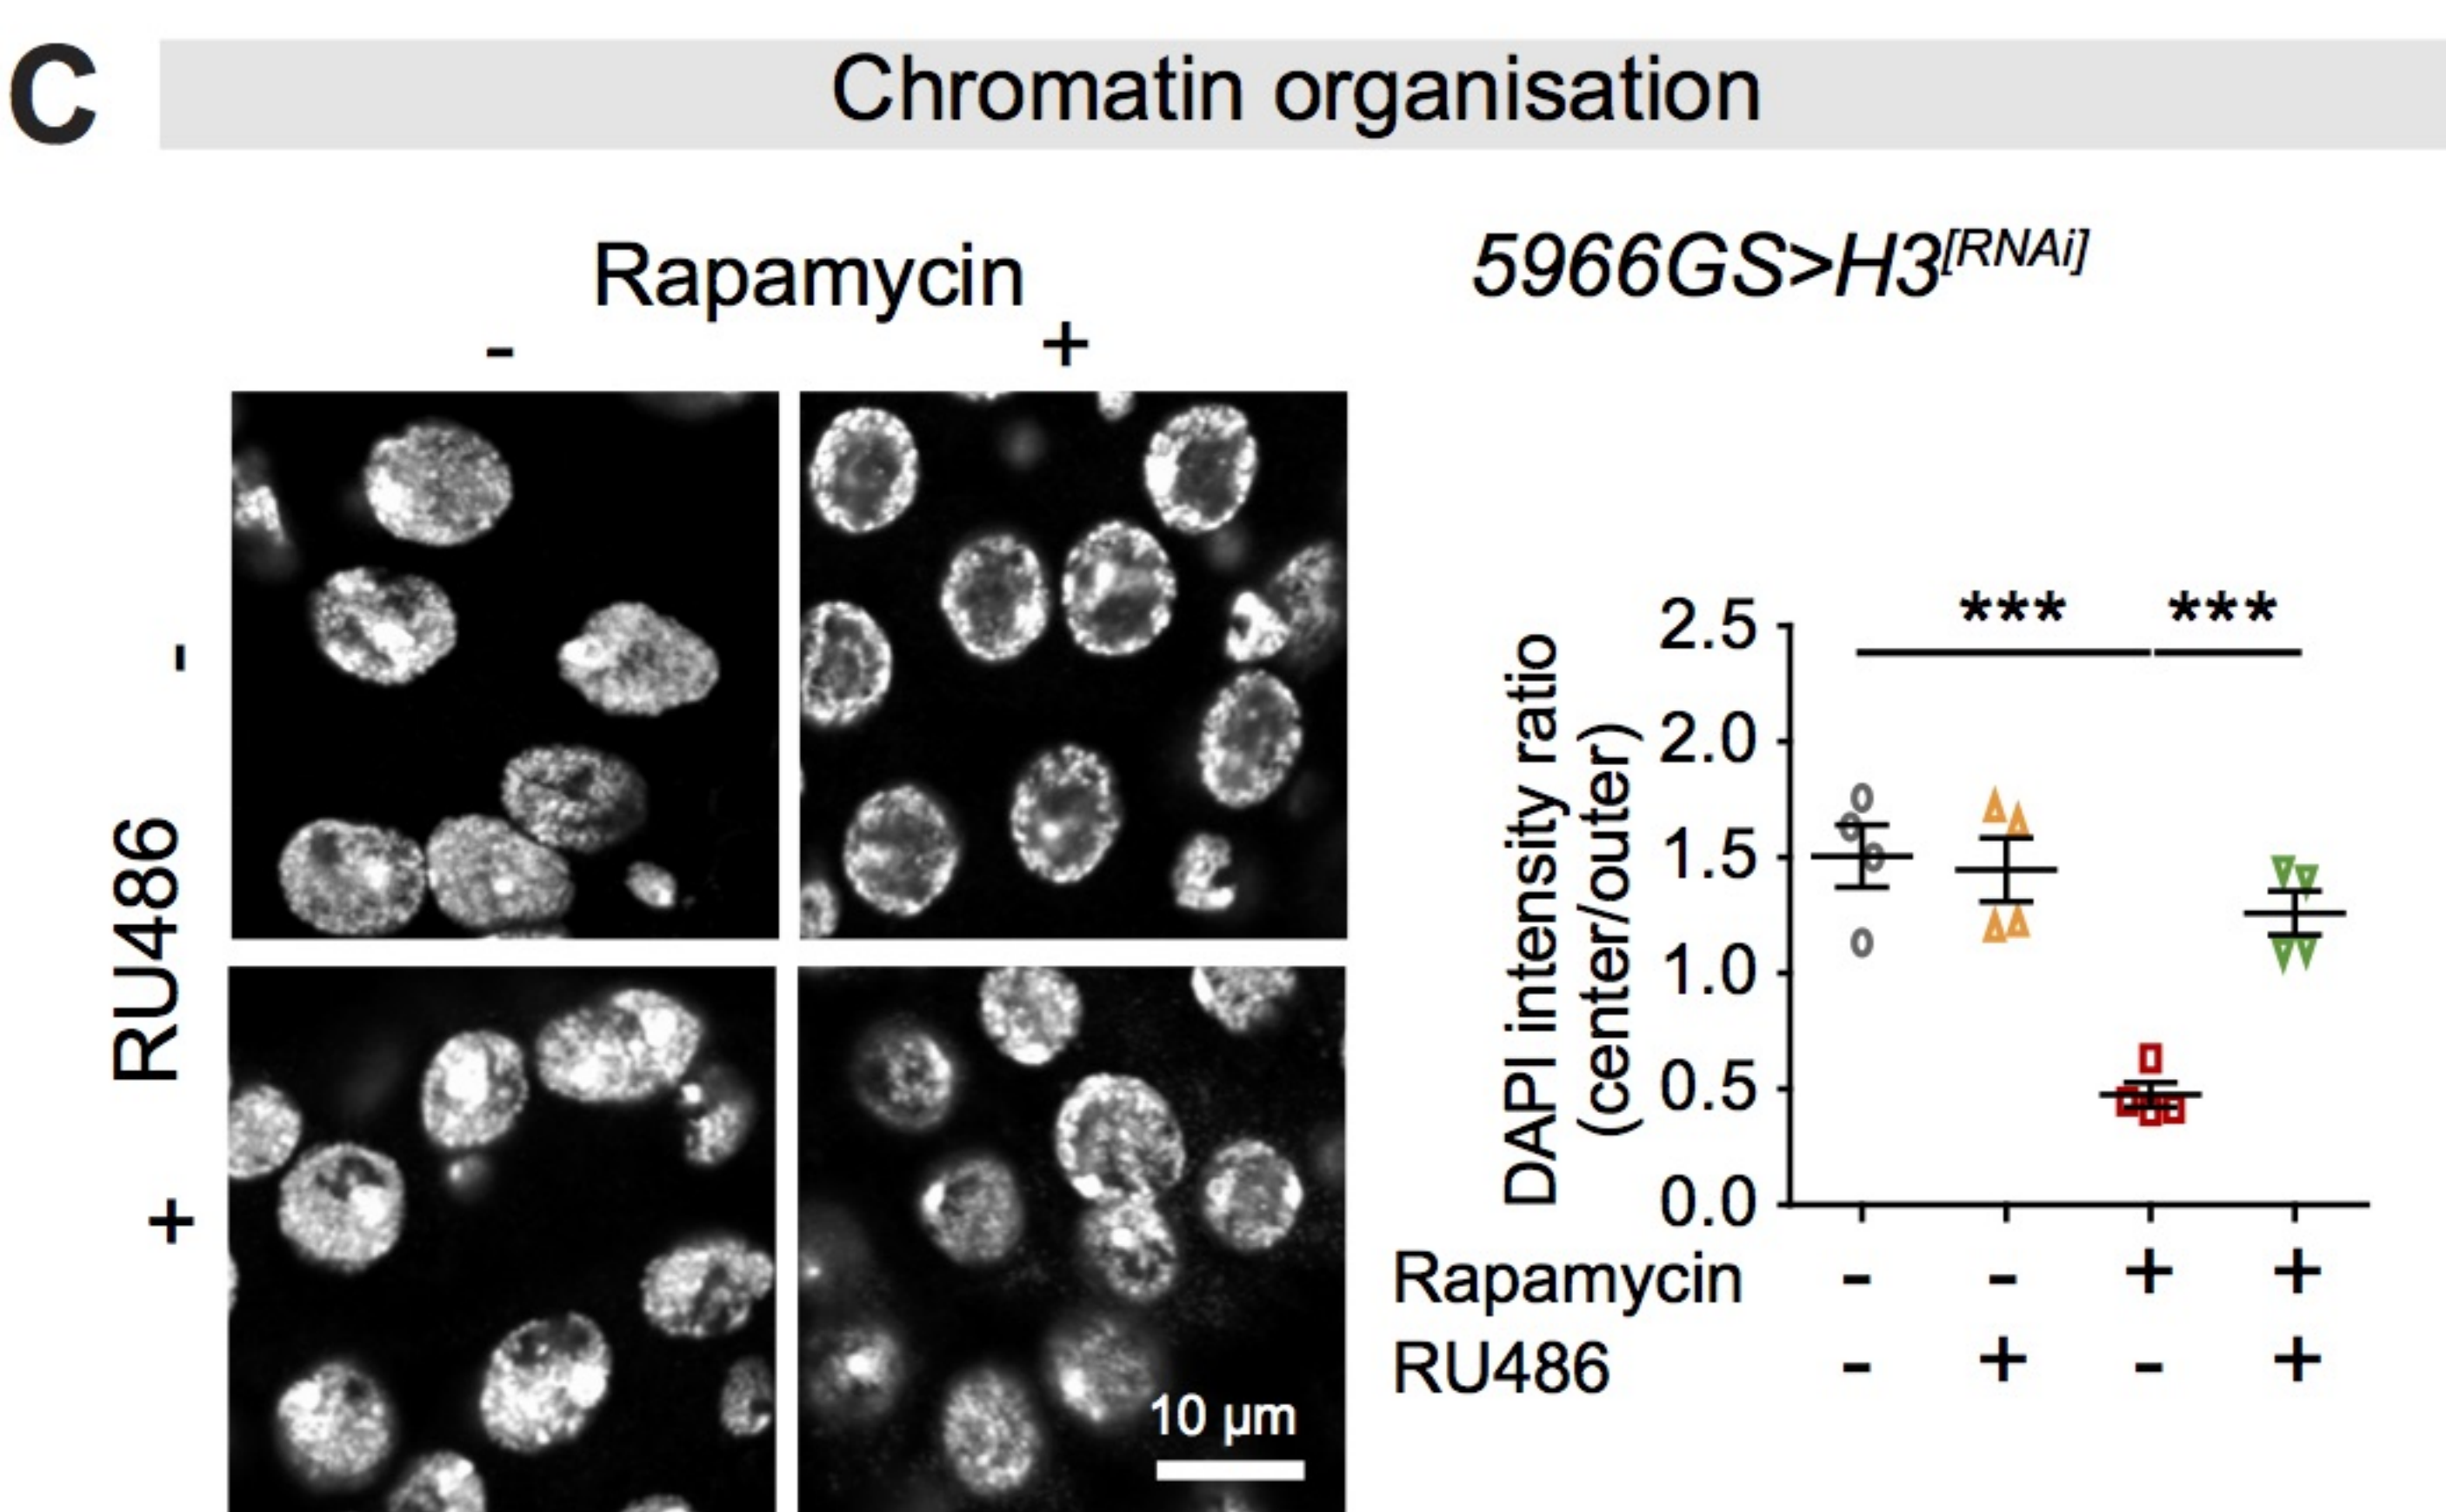 C
Chromatin organisation
Rapamycin
- +
RU486
-
+
10 µm
5966GS>H3[RNAi]
*** ***
DAPI intensity ratio
(center/outer)
2.5
2.0
1.5
1.0
0.5
0.0
Rapamycin - - + +
RU486 - + - +